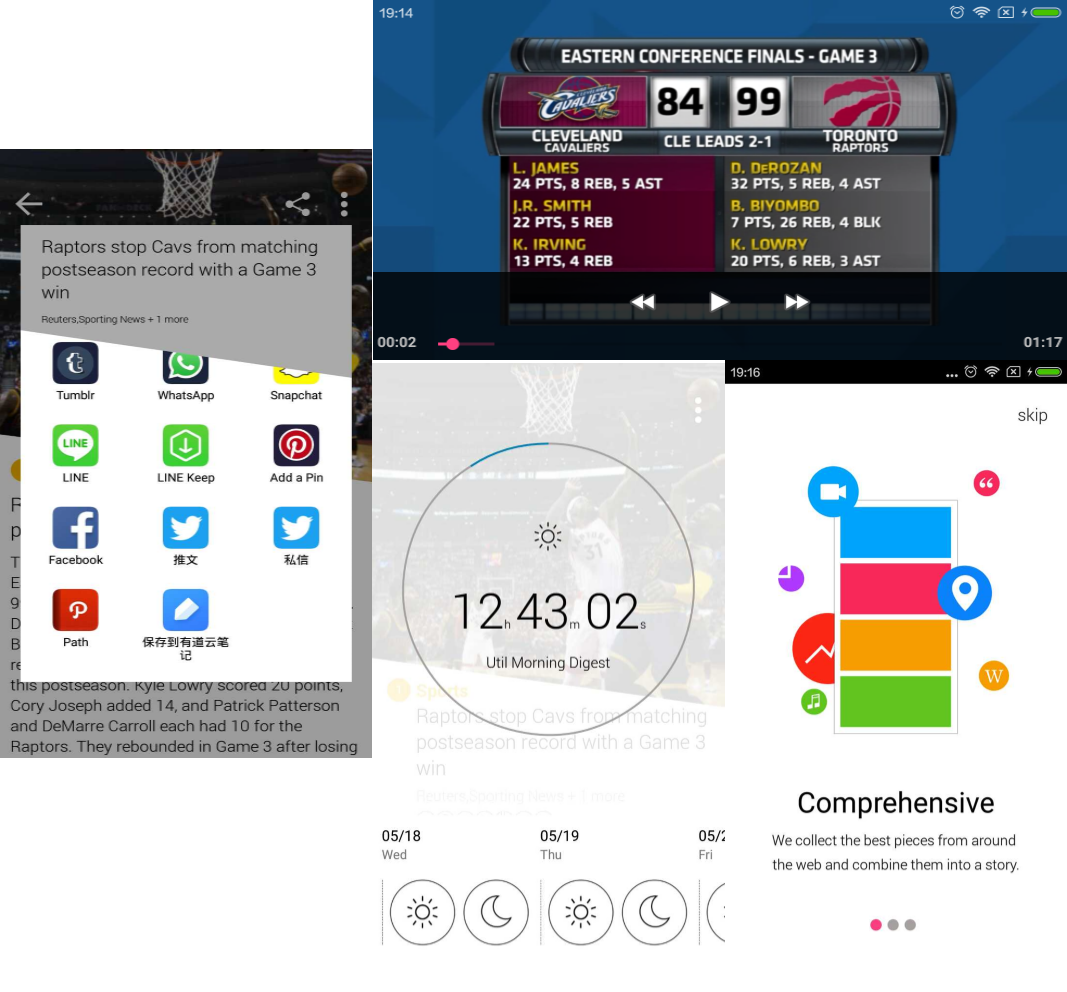 19:14
EASTERN CONFERENCE FINALS - GAME 3
CAVALIERS
84
99
CLEVELAND
CAVALIERS
CLE LEADS 2-1
TORONTO
RAPTORS
L. JAMES
24 PTS, 8 REB, 5 AST
J.R. SMITH
22 PTS, 5 REB
K. IRVING
13 PTS, 4 REB
D. DEROZAN
32 PTS, 5 REB, 4 AST
B. BIYOMBO
7 PTS, 26 REB, 4 BLK
K. LOWRY
20 PTS, 6 REB, 3 AST
00:02
01:17
Raptors stop Cavs from matching
postseason record with a Game 3
win
Reuters,Sporting News + 1 more
Tumblr
WhatsApp
Snapchat
LINE
LINE
LINE Keep
Add a Pin
Facebook
推文
私信
Path
保存到有道云笔
记
this postseason. Kyle Lowry scored 20 points,
Cory Joseph added 14, and Patrick Patterson
and DeMarre Carroll each had 10 for the
Raptors. They rebounded in Game 3 after losing
31
12h 43m 02s
Util Morning Digest
Sports
Raptors stop Cavs from matching
postseason record with a Game 3
win
Reuters,Sporting News + 1 more
05/18
Wed
05/19
Thu
05/2
Fri
19:16
skip
W
Comprehensive
We collect the best pieces from around
the web and combine them into a story.